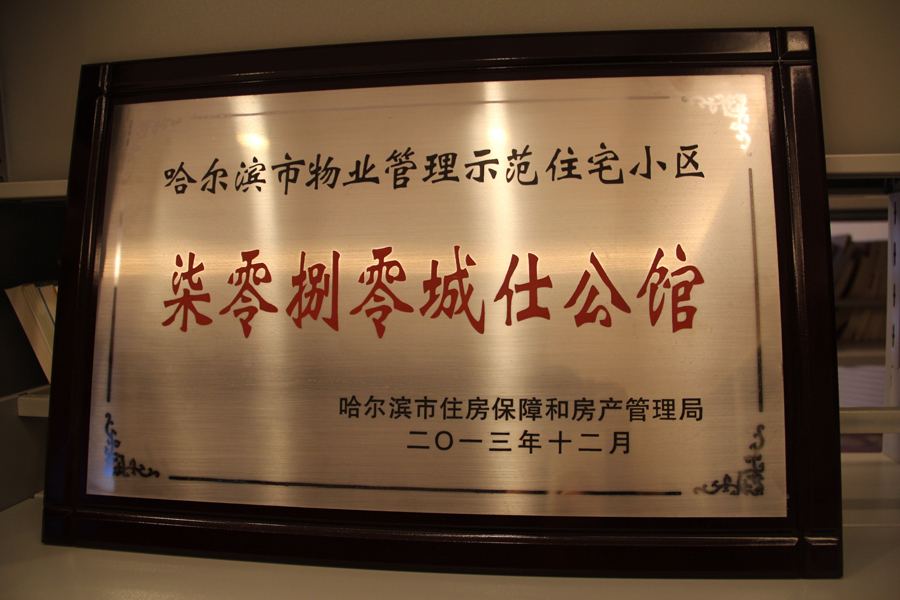 哈尔滨市物业管理示范住宅小区
柒零捌零城仕公馆
哈尔滨市住房保障和房产管理局
二〇一三年十二月